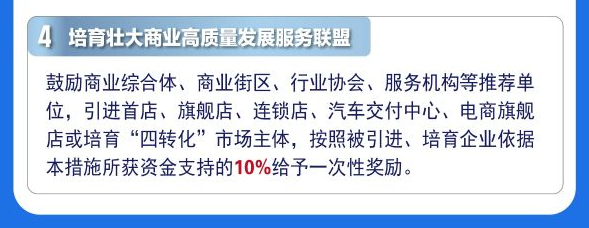 4 培育壮大商业高质量发展服务联盟
鼓励商业综合体、商业街区、行业协会、服务机构等推荐单
位，引进首店、旗舰店、连锁店、汽车交付中心、电商旗舰
店或培育“四转化”市场主体，按照被引进、培育企业依据
本措施所获资金支持的10%给予一次性奖励。